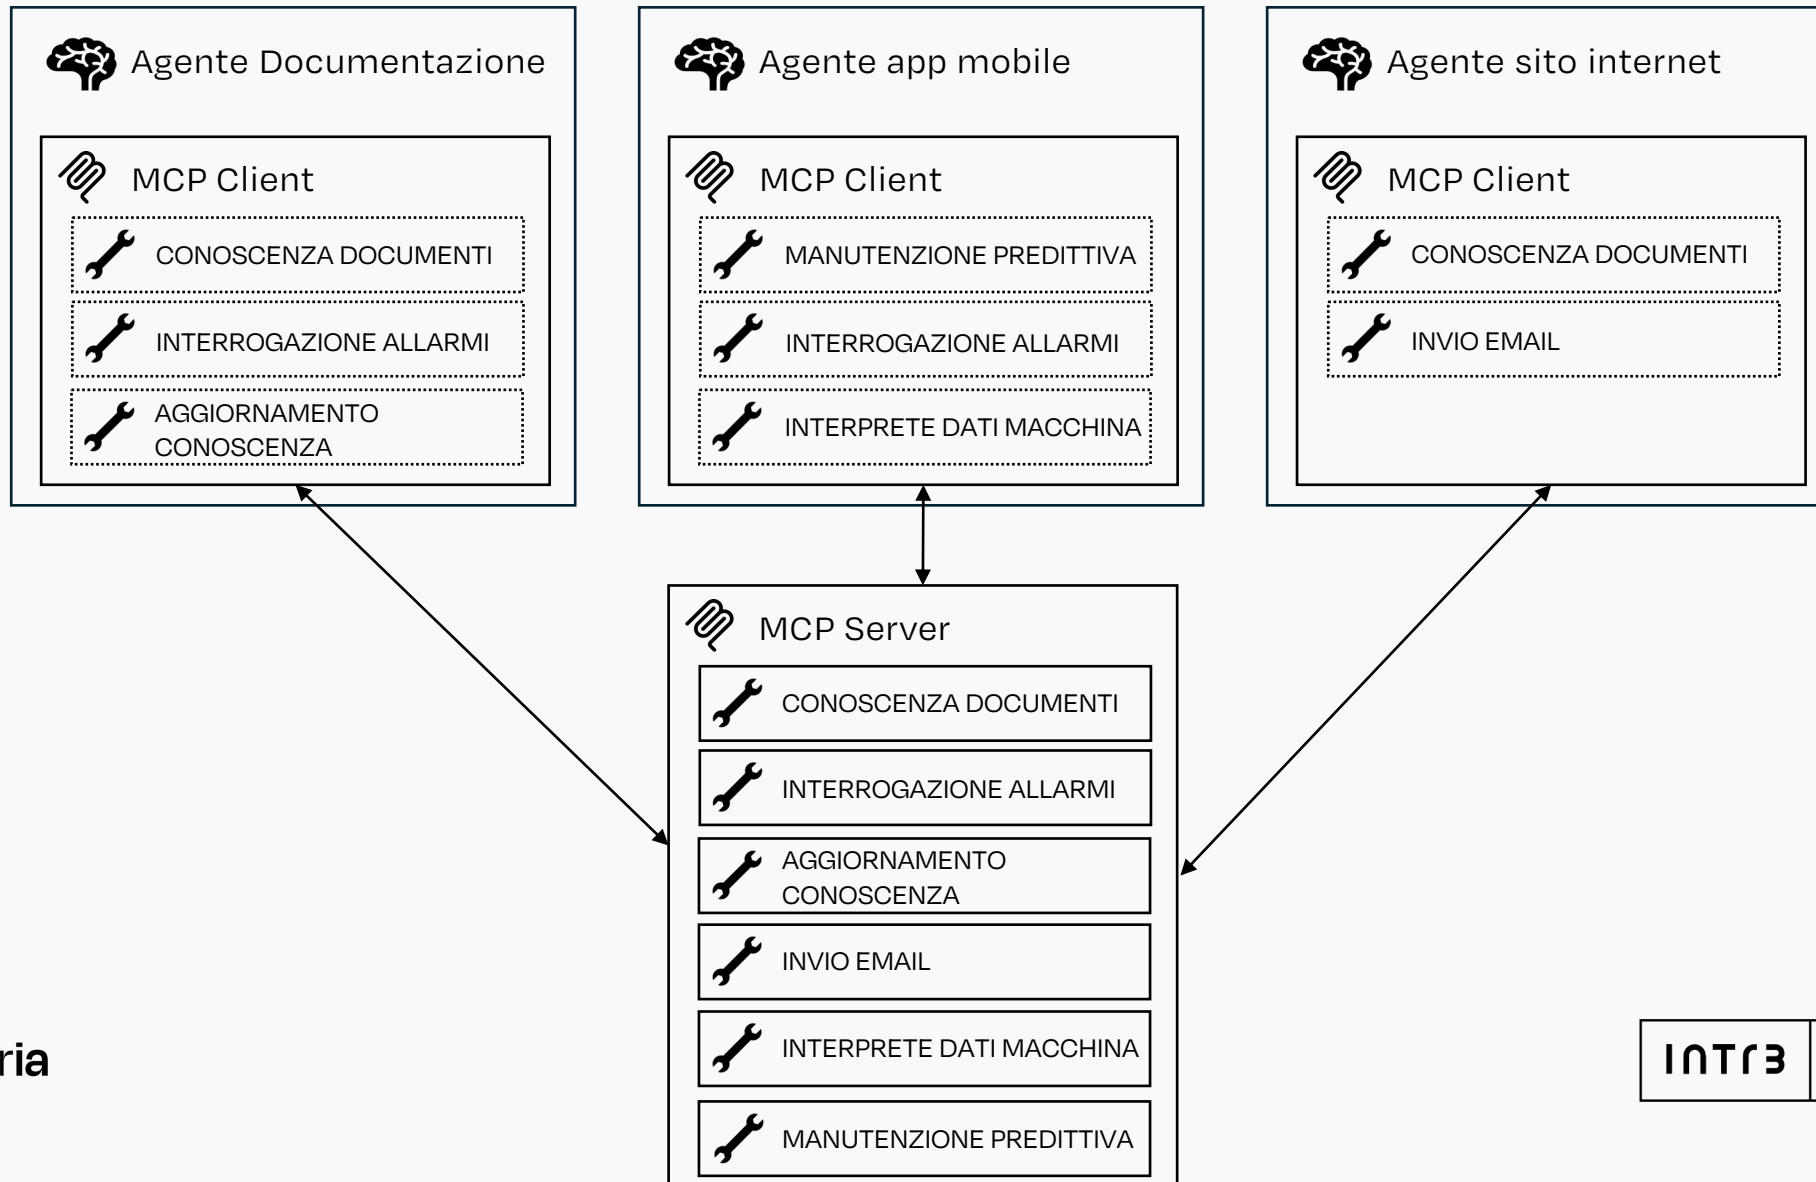 Agente Documentazione
MCP Client
CONOSCENZA DOCUMENTI
INTERROGAZIONE ALLARMI
AGGIORNAMENTO
CONOSCENZA
Agente app mobile
MCP Client
MANUTENZIONE PREDITTIVA
INTERROGAZIONE ALLARMI
INTERPRETE DATI MACCHINA
Agente sito internet
MCP Client
CONOSCENZA DOCUMENTI
INVIO EMAIL
MCP Server
CONOSCENZA DOCUMENTI
INTERROGAZIONE ALLARMI
AGGIORNAMENTO
CONOSCENZA
INVIO EMAIL
INTERPRETE DATI MACCHINA
MANUTENZIONE PREDITTIVA
ria